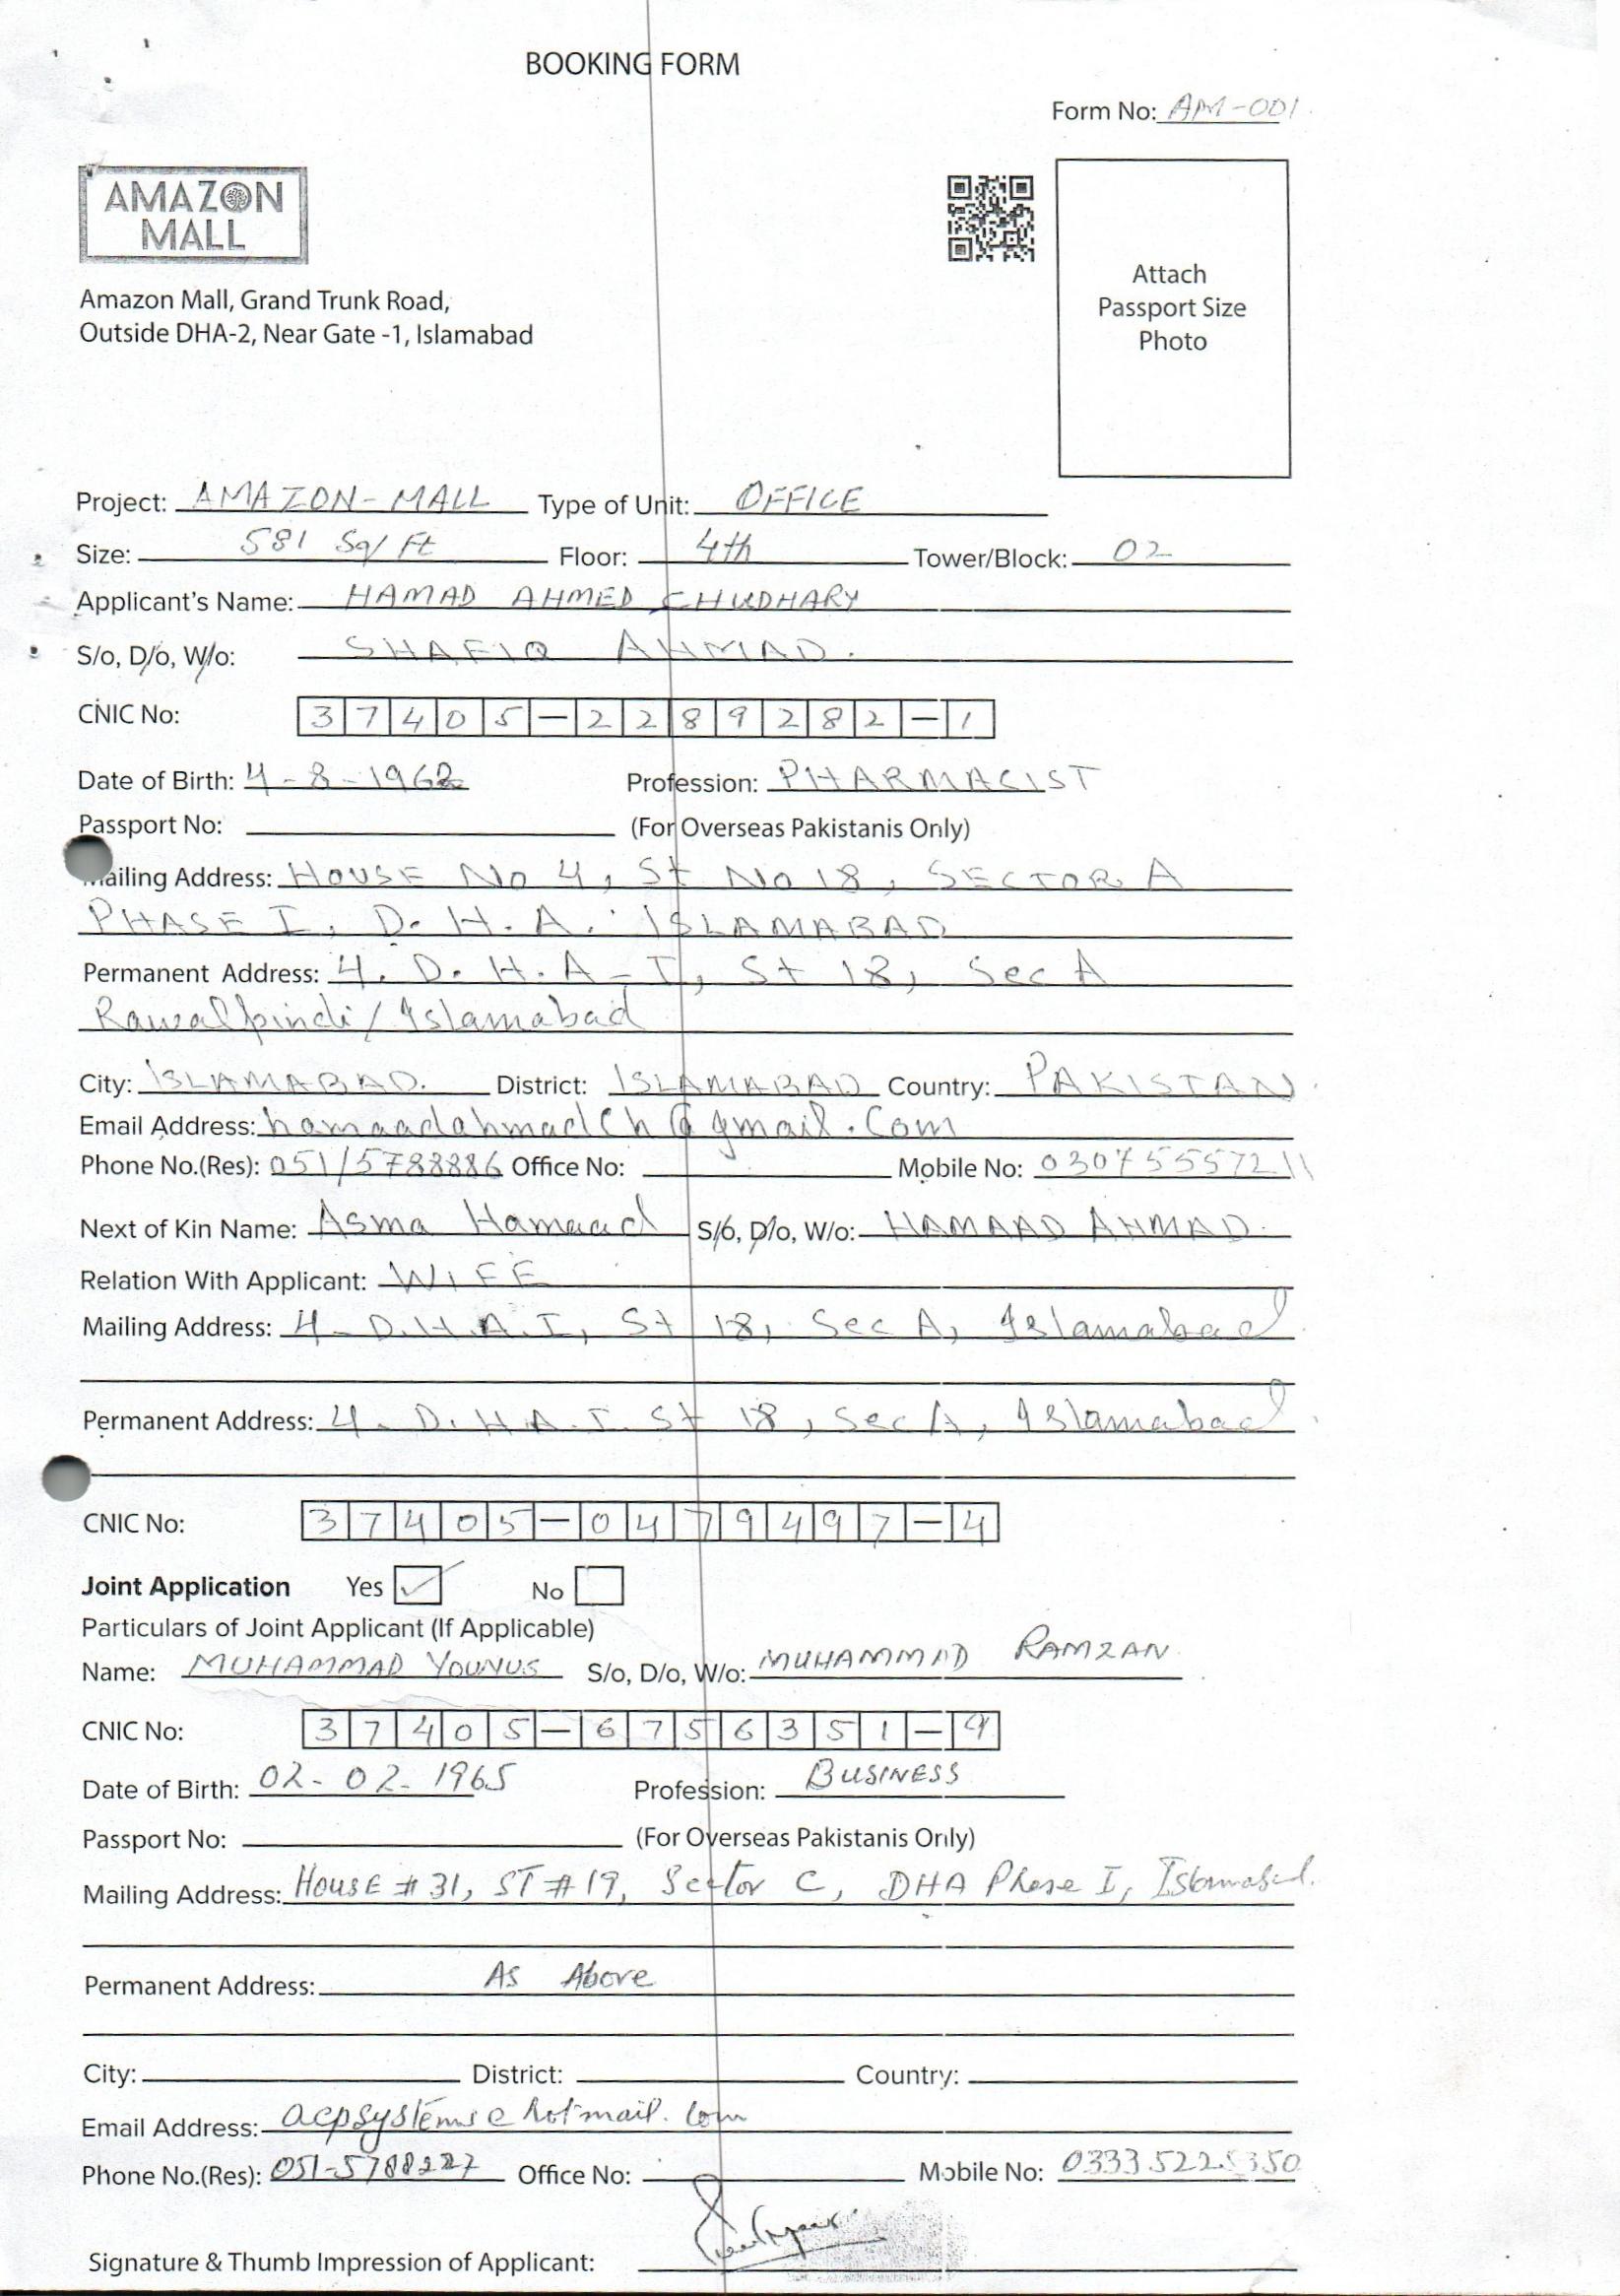 BOOKING FORM
Form No: AM-001
AMAZON
MALL
Attach
Passport Size
Photo
Amazon Mall, Grand Trunk Road,
Outside DHA-2, Near Gate -1, Islamabad
Project: AMAZON-MALL Type of Unit: OFFICE
Size: 581 Sq/Ft Floor: 4th Tower/Block: 02
Applicant's Name: HAMAD AHMED CHUDHARY
S/o, D/o, W/o: SHAFIQ AHMAD.
CNIC No: 37405-2289282-1
Date of Birth: 4-8-1962 Profession: PHARMACIST
Passport No: (For Overseas Pakistanis Only)
Mailing Address: HOUSE No 4, St No 18, SECTOR A
PHASE I, D.H.A. ISLAMABAD
Permanent Address: 4. D.H.A-I, St 18, Sec A
Rawalpindi/Islamabad
City: ISLAMABAD. District: ISLAMABAD Country: PAKISTAN.
Email Address: hamaadahmadch@gmail.com
Phone No.(Res): 051/5788886 Office No: Mobile No: 03075557211
Next of Kin Name: Asma Hamaad S/o, D/o, W/o: HAMAAD AHMAD.
Relation With Applicant: WIFE
Mailing Address: 4-D.H.A.I, St 18, Sec A, Islamabad
Permanent Address: 4-D.H.A.I. St 18, Sec A, Islamabad
CNIC No: 37405-0479497-4
Joint Application Yes ✓ No
Particulars of Joint Applicant (If Applicable)
Name: MUHAMMAD YOUNUS S/o, D/o, W/o: MUHAMMAD RAMZAN
CNIC No: 37405-6756351-9
Date of Birth: 02-02-1965 Profession: BUSINESS
Passport No: (For Overseas Pakistanis Only)
Mailing Address: HOUSE # 31, ST # 19, Sector C, DHA Phase I, Islamabad.
Permanent Address: As Above
City: District: Country:
Email Address: acpsystems@hotmail.com
Phone No.(Res): 051-5788227 Office No: Mobile No: 03335225350
Signature & Thumb Impression of Applicant: